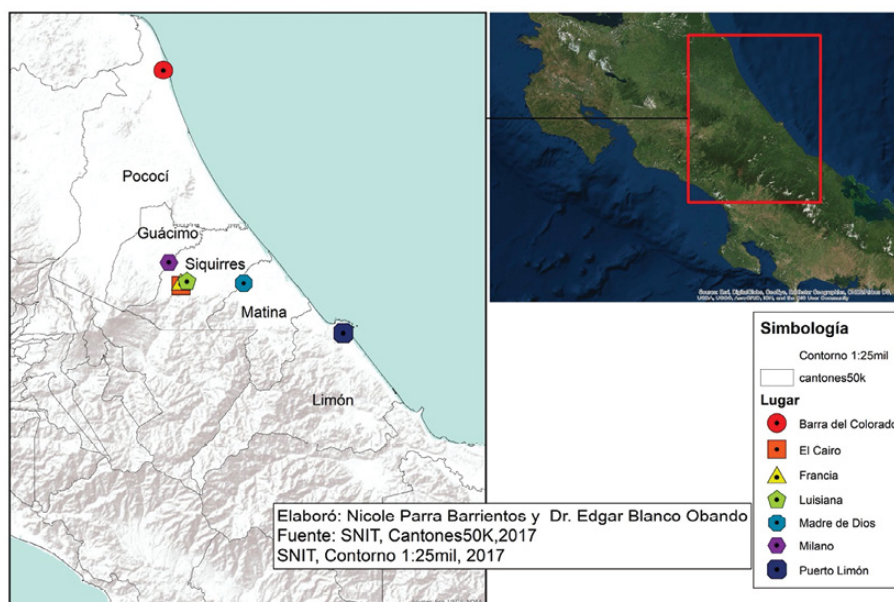 Pococí
Guácimo
Siquirres
Matina
Limón
Elaboró: Nicole Parra Barrientos y Dr. Edgar Blanco Obando
Fuente: SNIT, Cantones50K,2017
SNIT, Contorno 1:25mil, 2017
Simbología
Contorno 1:25mil
cantones50k
Lugar
Barra del Colorado
El Cairo
Francia
Luisiana
Madre de Dios
Milano
Puerto Limón